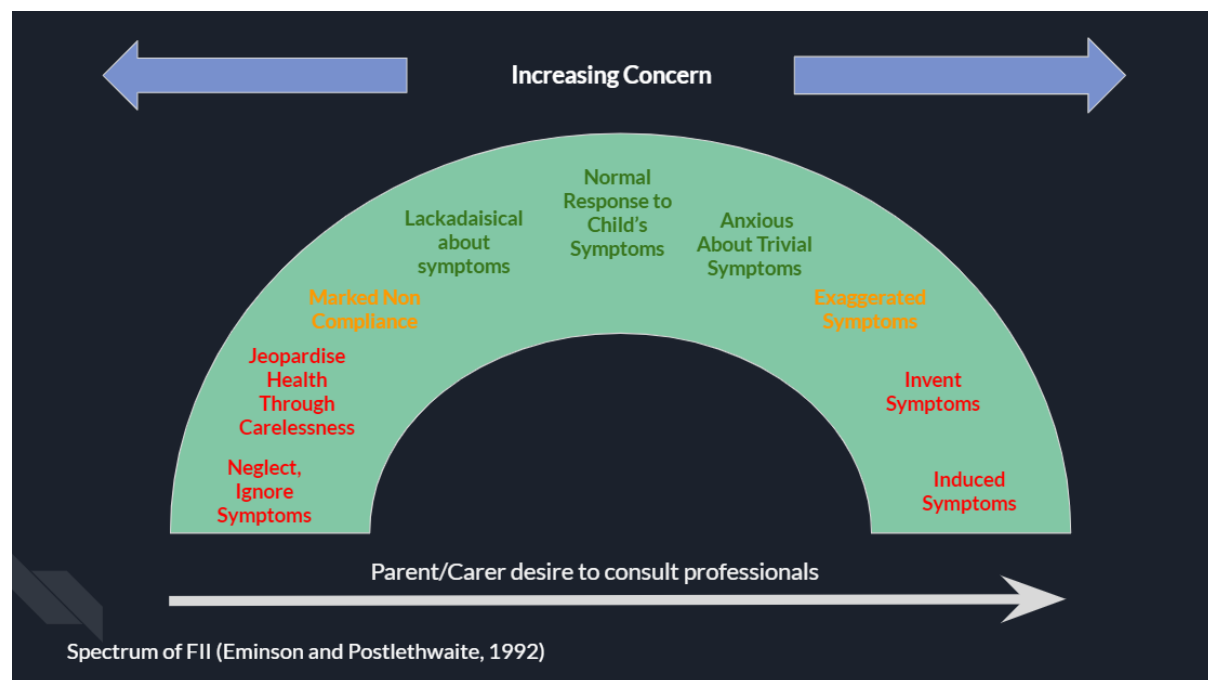 Increasing Concern
Normal
Response to
Child's
Symptoms
Lackadaisical
about
symptoms
Anxious
About Trivial
Symptoms
Marked Non
Compliance
Exaggerated
Symptoms
Jeopardise
Health
Through
Carelessness
Invent
Symptoms
Neglect,
Ignore
Symptoms
Induced
Symptoms
Parent/Carer desire to consult professionals
Spectrum of FII (Eminson and Postlethwaite, 1992)